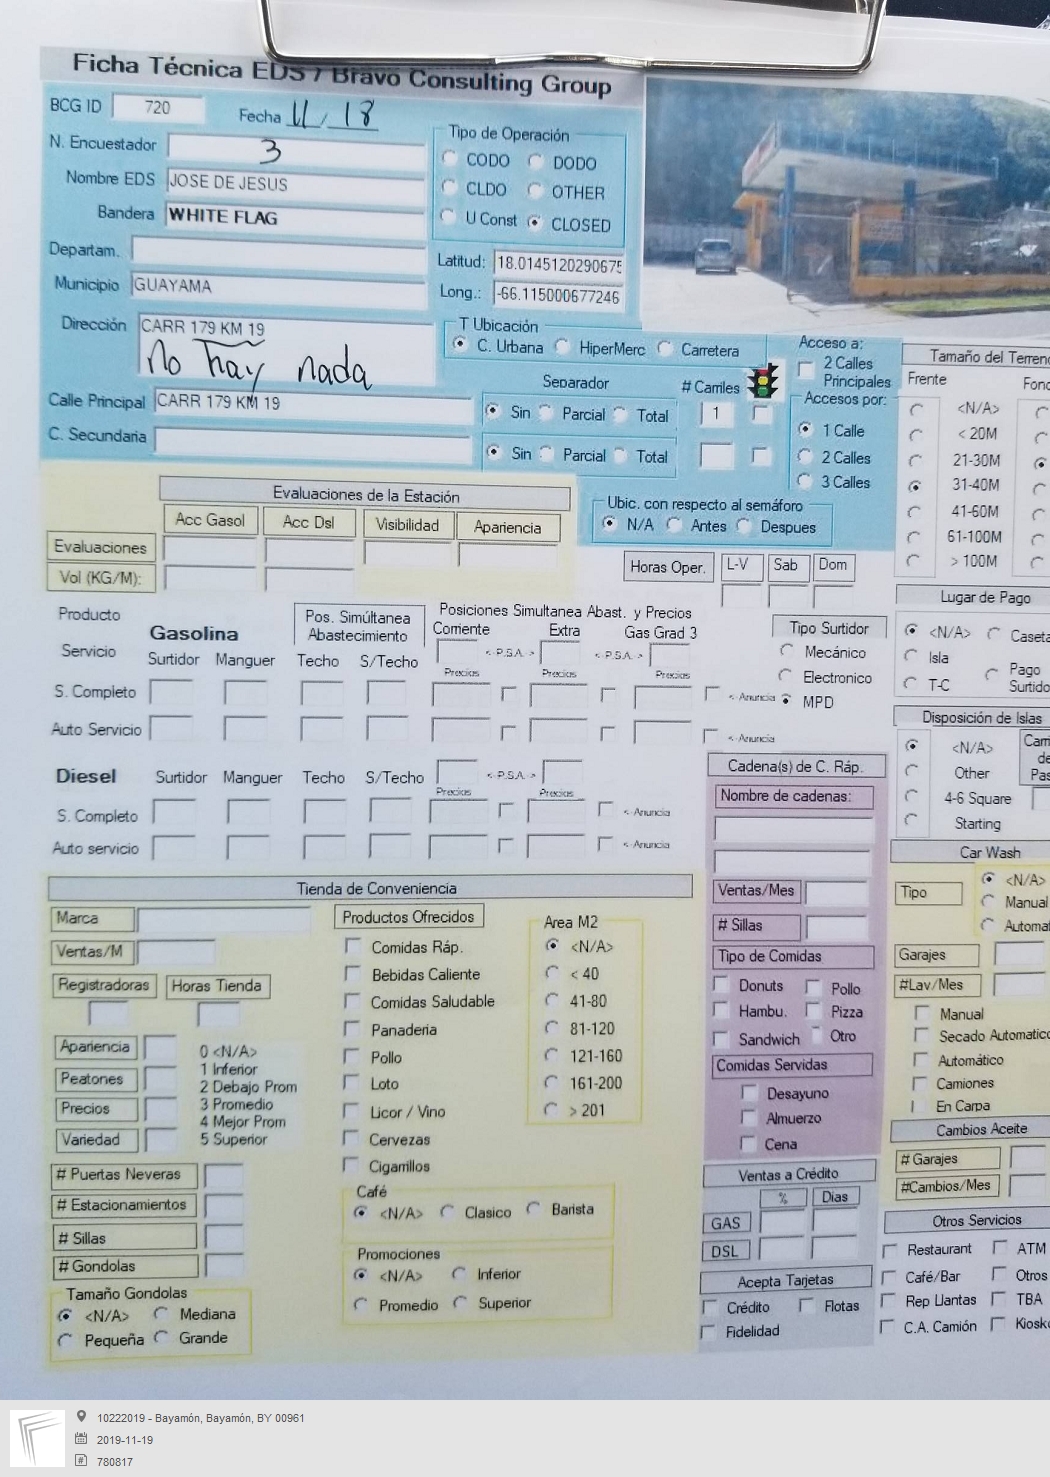 Ficha Técnica EDS / Bravo Consulting Group
BCG ID 720 Fecha 11/18
N. Encuestador 3
Nombre EDS JOSE DE JESUS
Bandera WHITE FLAG
Departam.
Municipio GUAYAMA
Dirección CARR 179 KM 19
No hay nada
Calle Principal CARR 179 KM 19
C. Secundaria
Tipo de Operación
CODO DODO
CLDO OTHER
U Const CLOSED
Latitud: 18.0145120290675
Long.: -66.115000677246
T Ubicación
C. Urbana HiperMerc Carretera
Separador # Carriles
Sin Parcial Total 1
Sin Parcial Total
Acceso a:
2 Calles
Principales
Accesos por:
1 Calle
2 Calles
3 Calles
Ubic. con respecto al semáforo
N/A Antes Despues
Tamaño del Terreno
Frente Fond
<N/A>
< 20M
21-30M
31-40M
41-60M
61-100M
> 100M
Evaluaciones de la Estación
Acc Gasol Acc Dsl Visibilidad Apariencia
Evaluaciones
Vol (KG/M):
Horas Oper. L-V Sab Dom
Producto
Servicio
Gasolina
Surtidor Manguer
Pos. Simúltanea
Abastecimiento
Techo S/Techo
Posiciones Simultanea Abast. y Precios
Corriente Extra Gas Grad 3
<-P.S.A.-> <-P.S.A.->
Precios Precios Precios
S. Completo <-Anuncia
Auto Servicio <-Anuncia
Tipo Surtidor
Mecánico
Electronico
MPD
Lugar de Pago
<N/A> Caseta
Isla
T-C Pago
Surtido
Disposición de Islas
<N/A>
Other
4-6 Square
Starting
Carri
de
Pas
Diesel Surtidor Manguer Techo S/Techo <-P.S.A.->
Precios Precios
S. Completo <-Anuncia
Auto servicio <-Anuncia
Cadena(s) de C. Ráp.
Nombre de cadenas:
Ventas/Mes
# Sillas
Tipo de Comidas
Donuts Pollo
Hambu. Pizza
Sandwich Otro
Comidas Servidas
Desayuno
Almuerzo
Cena
Ventas a Crédito
% Dias
GAS
DSL
Acepta Tarjetas
Crédito Flotas
Fidelidad
Car Wash
Tipo
<N/A>
Manual
Automat
Garajes
#Lav/Mes
Manual
Secado Automatico
Automático
Camiones
En Carpa
Cambios Aceite
# Garajes
#Cambios/Mes
Otros Servicios
Restaurant ATM
Café/Bar Otros
Rep Llantas TBA
C.A. Camión Kiosko
Tienda de Conveniencia
Marca
Ventas/M
Registradoras Horas Tienda
Apariencia
Peatones
Precios
Variedad
0 <N/A>
1 Inferior
2 Debajo Prom
3 Promedio
4 Mejor Prom
5 Superior
# Puertas Neveras
# Estacionamientos
# Sillas
# Gondolas
Tamaño Gondolas
<N/A> Mediana
Pequeña Grande
Productos Ofrecidos
Comidas Ráp.
Bebidas Caliente
Comidas Saludable
Panaderia
Pollo
Loto
Licor / Vino
Cervezas
Cigarrillos
Area M2
<N/A>
< 40
41-80
81-120
121-160
161-200
> 201
Café
<N/A> Clasico Barista
Promociones
<N/A> Inferior
Promedio Superior
10222019 - Bayamón, Bayamón, BY 00961
2019-11-19
780817